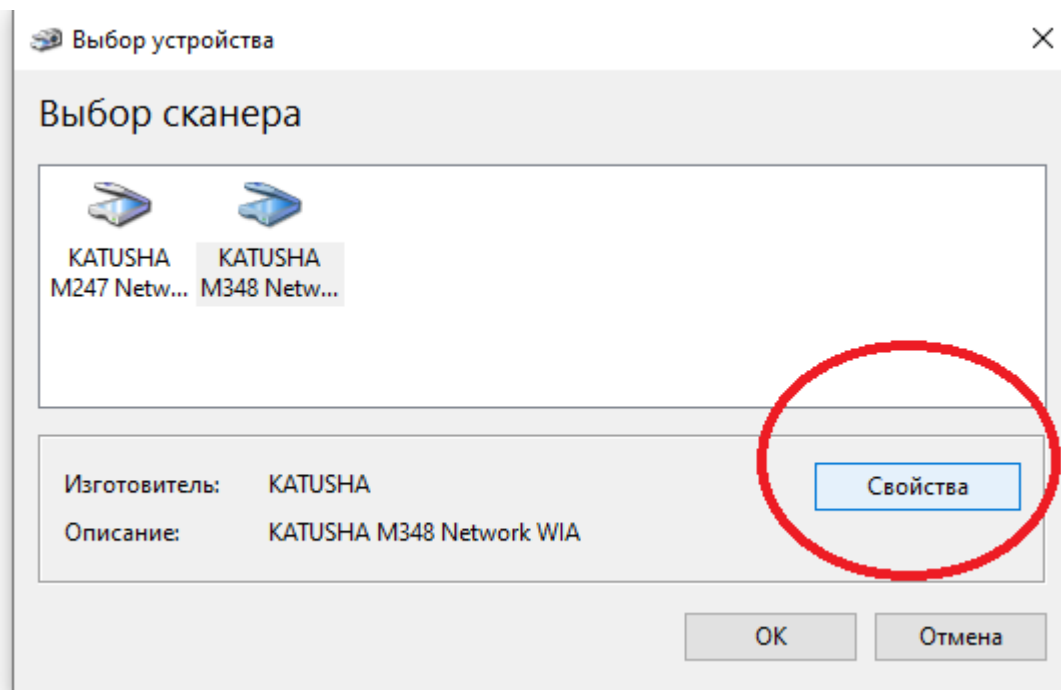 Выбор устройства
Выбор сканера
KATUSHA
M247 Netw...
KATUSHA
M348 Netw...
Изготовитель: KATUSHA
Свойства
Описание: KATUSHA M348 Network WIA
OK
Отмена